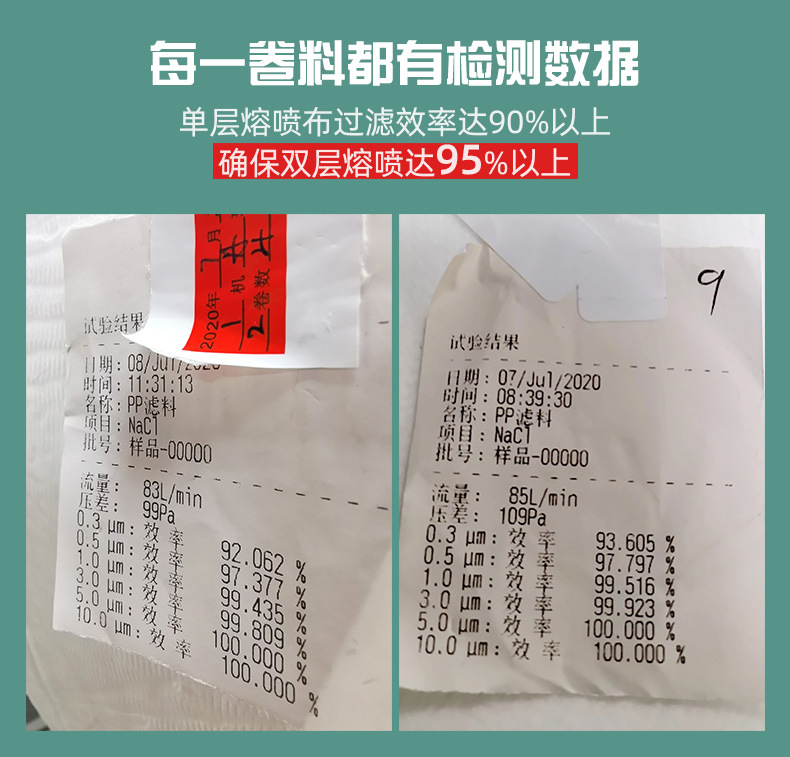 每一卷料都有检测数据
单层熔喷布过滤效率达90%以上
确保双层熔喷达95%以上
2020年7月
1机
2卷数
试验结果
日期:08/Jul/2020
时间:11:31:13
名称:PP滤料
项目:NaCl
批号:样品-00000
流量: 83L/min
压差: 99Pa
0.3 μm:效率 92.062 %
0.5 μm:效率 97.377 %
1.0 μm:效率 99.435 %
3.0 μm:效率 99.809 %
5.0 μm:效率 100.000 %
10.0 μm:效率 100.000 %
9
试验结果
日期:07/Jul/2020
时间:08:39:30
名称:PP滤料
项目:NaCl
批号:样品-00000
流量: 85L/min
压差: 109Pa
0.3 μm:效率 93.605 %
0.5 μm:效率 97.797 %
1.0 μm:效率 99.516 %
3.0 μm:效率 99.923 %
5.0 μm:效率 100.000 %
10.0 μm:效率 100.000 %